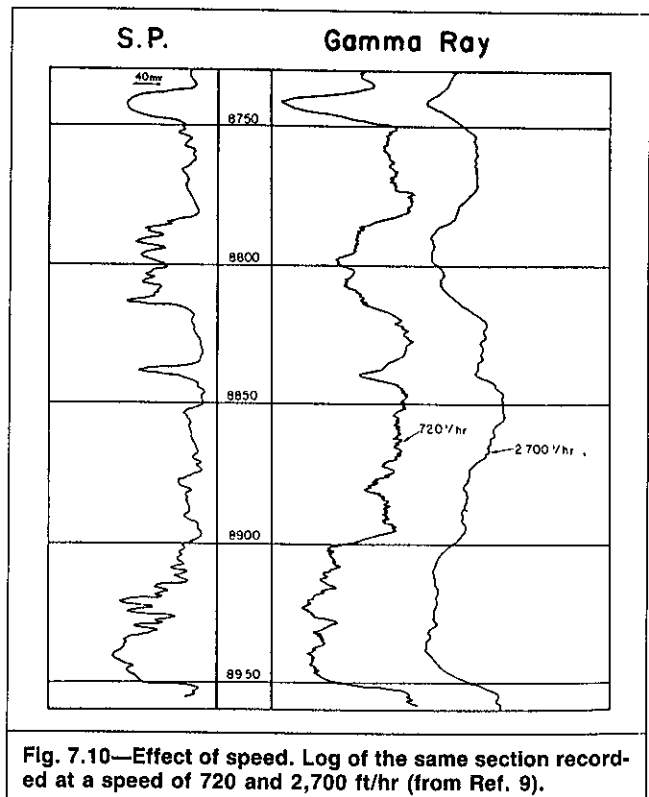 S.P. Gamma Ray
40mv
8750
8800
8850
720'/hr
2700'/hr
8900
8950
Fig. 7.10—Effect of speed. Log of the same section record-
ed at a speed of 720 and 2,700 ft/hr (from Ref. 9).